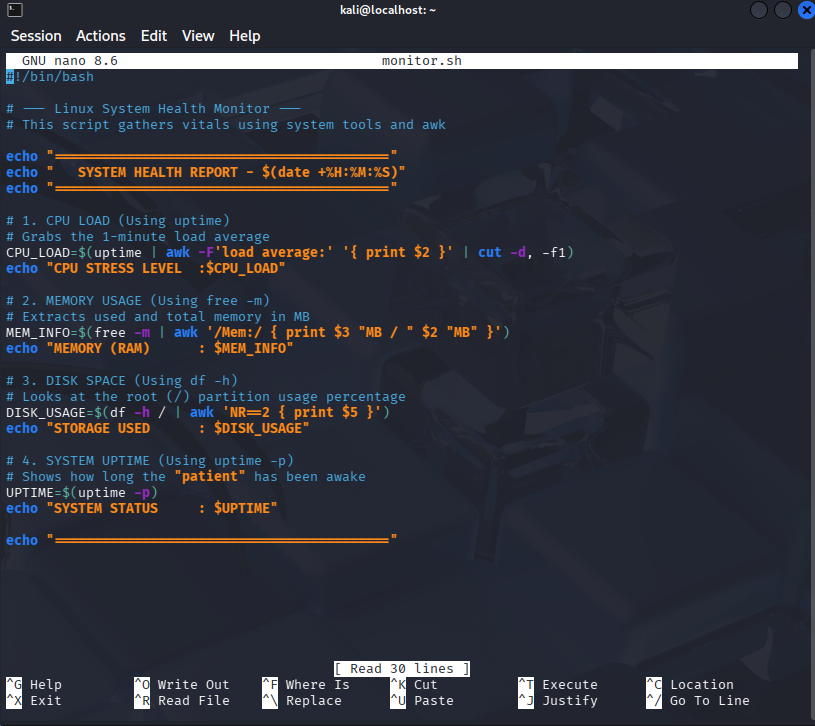 kali@localhost: ~
Session Actions Edit View Help
GNU nano 8.6 monitor.sh
#!/bin/bash
# --- Linux System Health Monitor ---
# This script gathers vitals using system tools and awk
echo "=========================================="
echo "   SYSTEM HEALTH REPORT - $(date +%H:%M:%S)"
echo "=========================================="
# 1. CPU LOAD (Using uptime)
# Grabs the 1-minute load average
CPU_LOAD=$(uptime | awk -F'load average:' '{ print $2 }' | cut -d, -f1)
echo "CPU STRESS LEVEL  :$CPU_LOAD"
# 2. MEMORY USAGE (Using free -m)
# Extracts used and total memory in MB
MEM_INFO=$(free -m | awk '/Mem:/ { print $3 "MB / " $2 "MB" }')
echo "MEMORY (RAM)      : $MEM_INFO"
# 3. DISK SPACE (Using df -h)
# Looks at the root (/) partition usage percentage
DISK_USAGE=$(df -h / | awk 'NR==2 { print $5 }')
echo "STORAGE USED      : $DISK_USAGE"
# 4. SYSTEM UPTIME (Using uptime -p)
# Shows how long the "patient" has been awake
UPTIME=$(uptime -p)
echo "SYSTEM STATUS     : $UPTIME"
echo "=========================================="
[ Read 30 lines ]
^G Help ^O Write Out ^F Where Is ^K Cut ^T Execute ^C Location
^X Exit ^R Read File ^\ Replace ^U Paste ^J Justify ^/ Go To Line